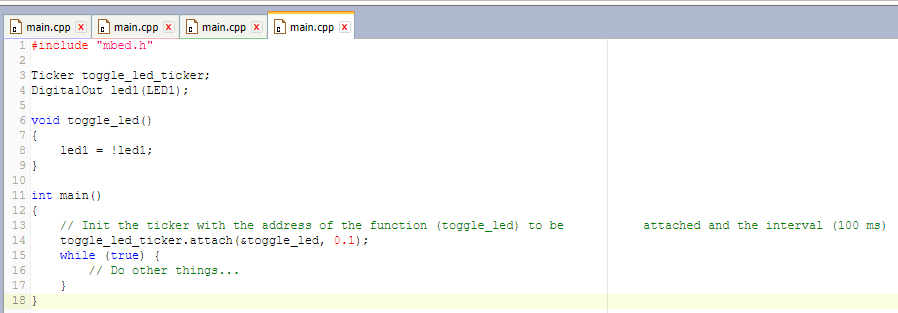 main.cpp x main.cpp x main.cpp x main.cpp x
1 #include "mbed.h"
2
3 Ticker toggle_led_ticker;
4 DigitalOut led1(LED1);
5
6 void toggle_led()
7 {
8     led1 = !led1;
9 }
10
11 int main()
12 {
13     // Init the ticker with the address of the function (toggle_led) to be           attached and the interval (100 ms)
14     toggle_led_ticker.attach(&toggle_led, 0.1);
15     while (true) {
16         // Do other things...
17     }
18 }